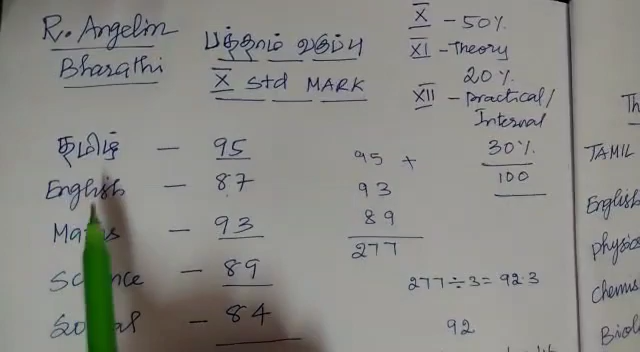 R. Angelin
Bharathi
பத்தாம் வகுப்பு
X Std MARK
X - 50%
XI - Theory
20%
XII - practical/
Internal
30%
100
தமிழ் - 95
English - 87
Maths - 93
Science - 89
Social - 84
95 +
93
89
277
277 ÷ 3 = 92.3
92
Th
TAMIL
English
Physics
Chemis
Biolo